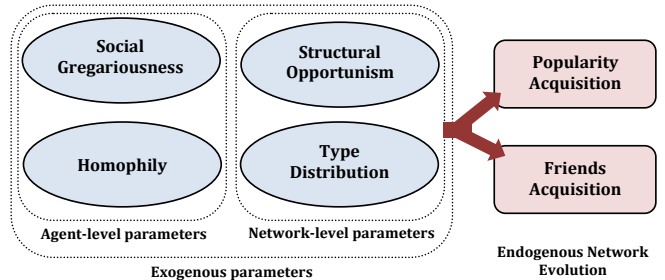 Social
Gregariousness
Homophily
Agent-level parameters
Structural
Opportunism
Type
Distribution
Network-level parameters
Exogenous parameters
Popularity
Acquisition
Friends
Acquisition
Endogenous Network
Evolution